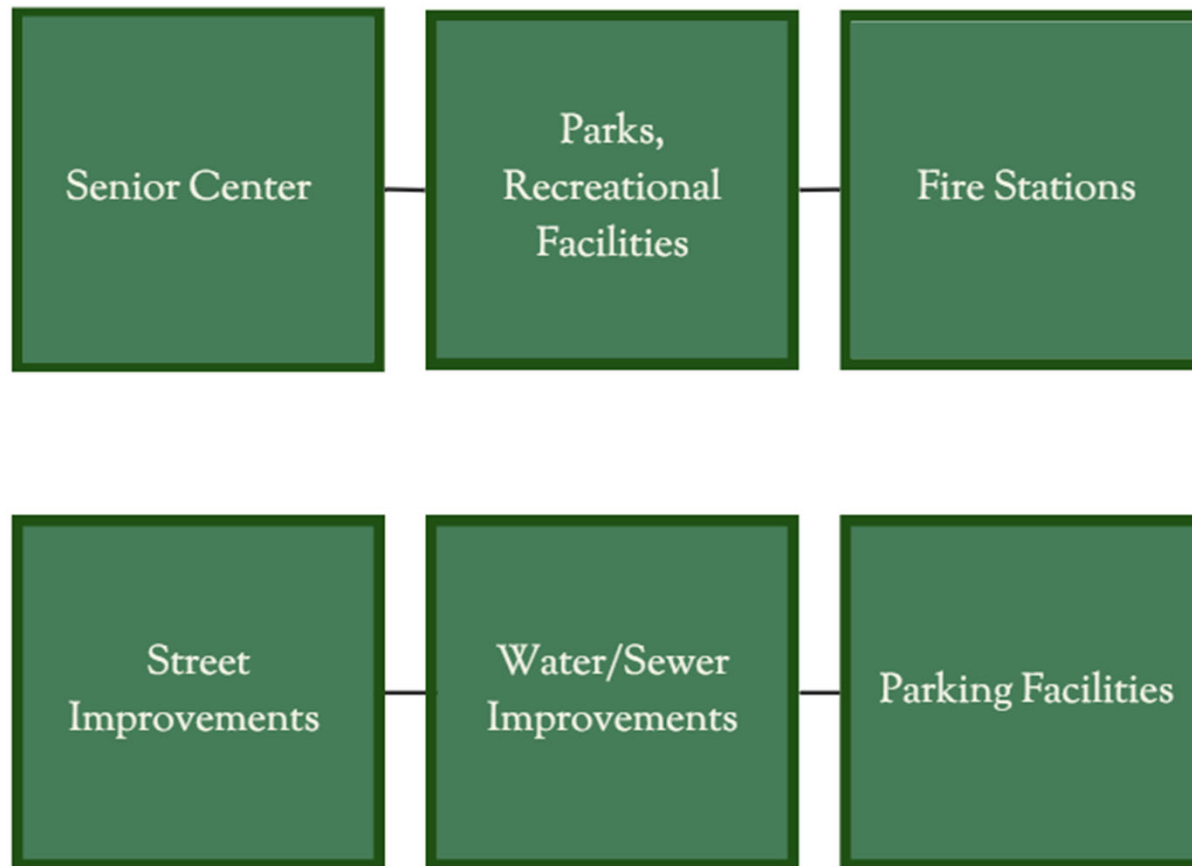 Senior Center
Parks,
Recreational
Facilities
Fire Stations
Street
Improvements
Water/Sewer
Improvements
Parking Facilities